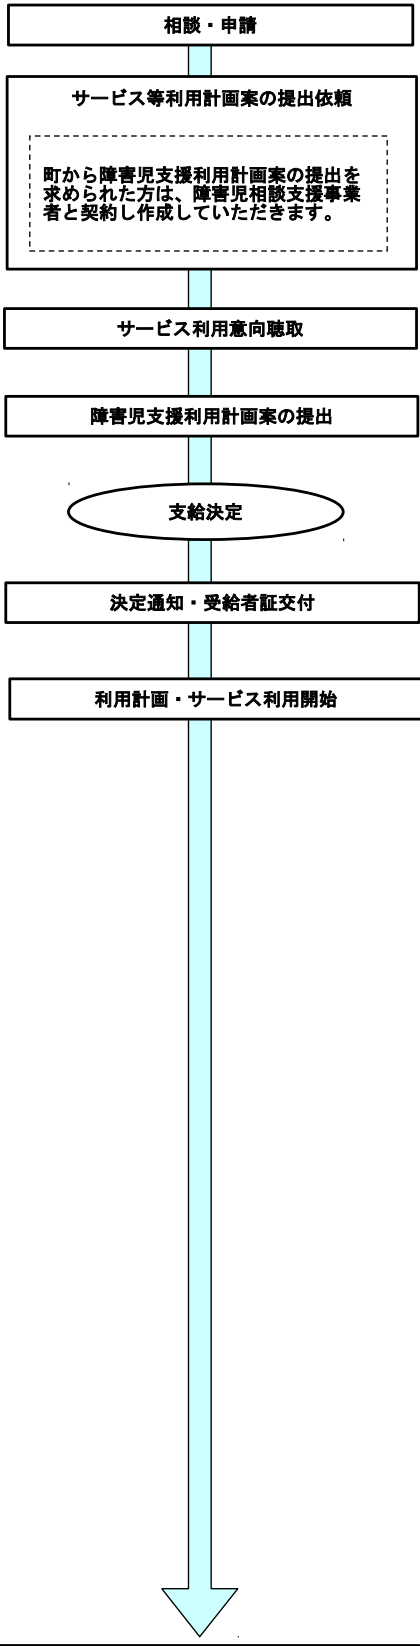 相談・申請
サービス等利用計画案の提出依頼
町から障害児支援利用計画案の提出を
求められた方は、障害児相談支援事業
者と契約し作成していただきます。
サービス利用意向聴取
障害児支援利用計画案の提出
支給決定
決定通知・受給者証交付
利用計画・サービス利用開始